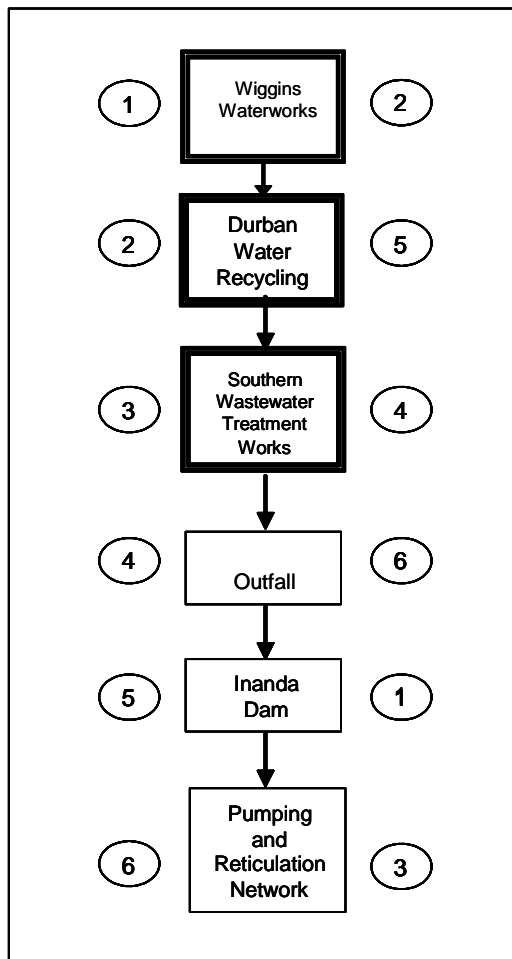 1
Wiggins
Waterworks
2
2
Durban
Water
Recycling
5
3
Southern
Wastewater
Treatment
Works
4
4
Outfall
6
5
Inanda
Dam
1
6
Pumping
and
Reticulation
Network
3